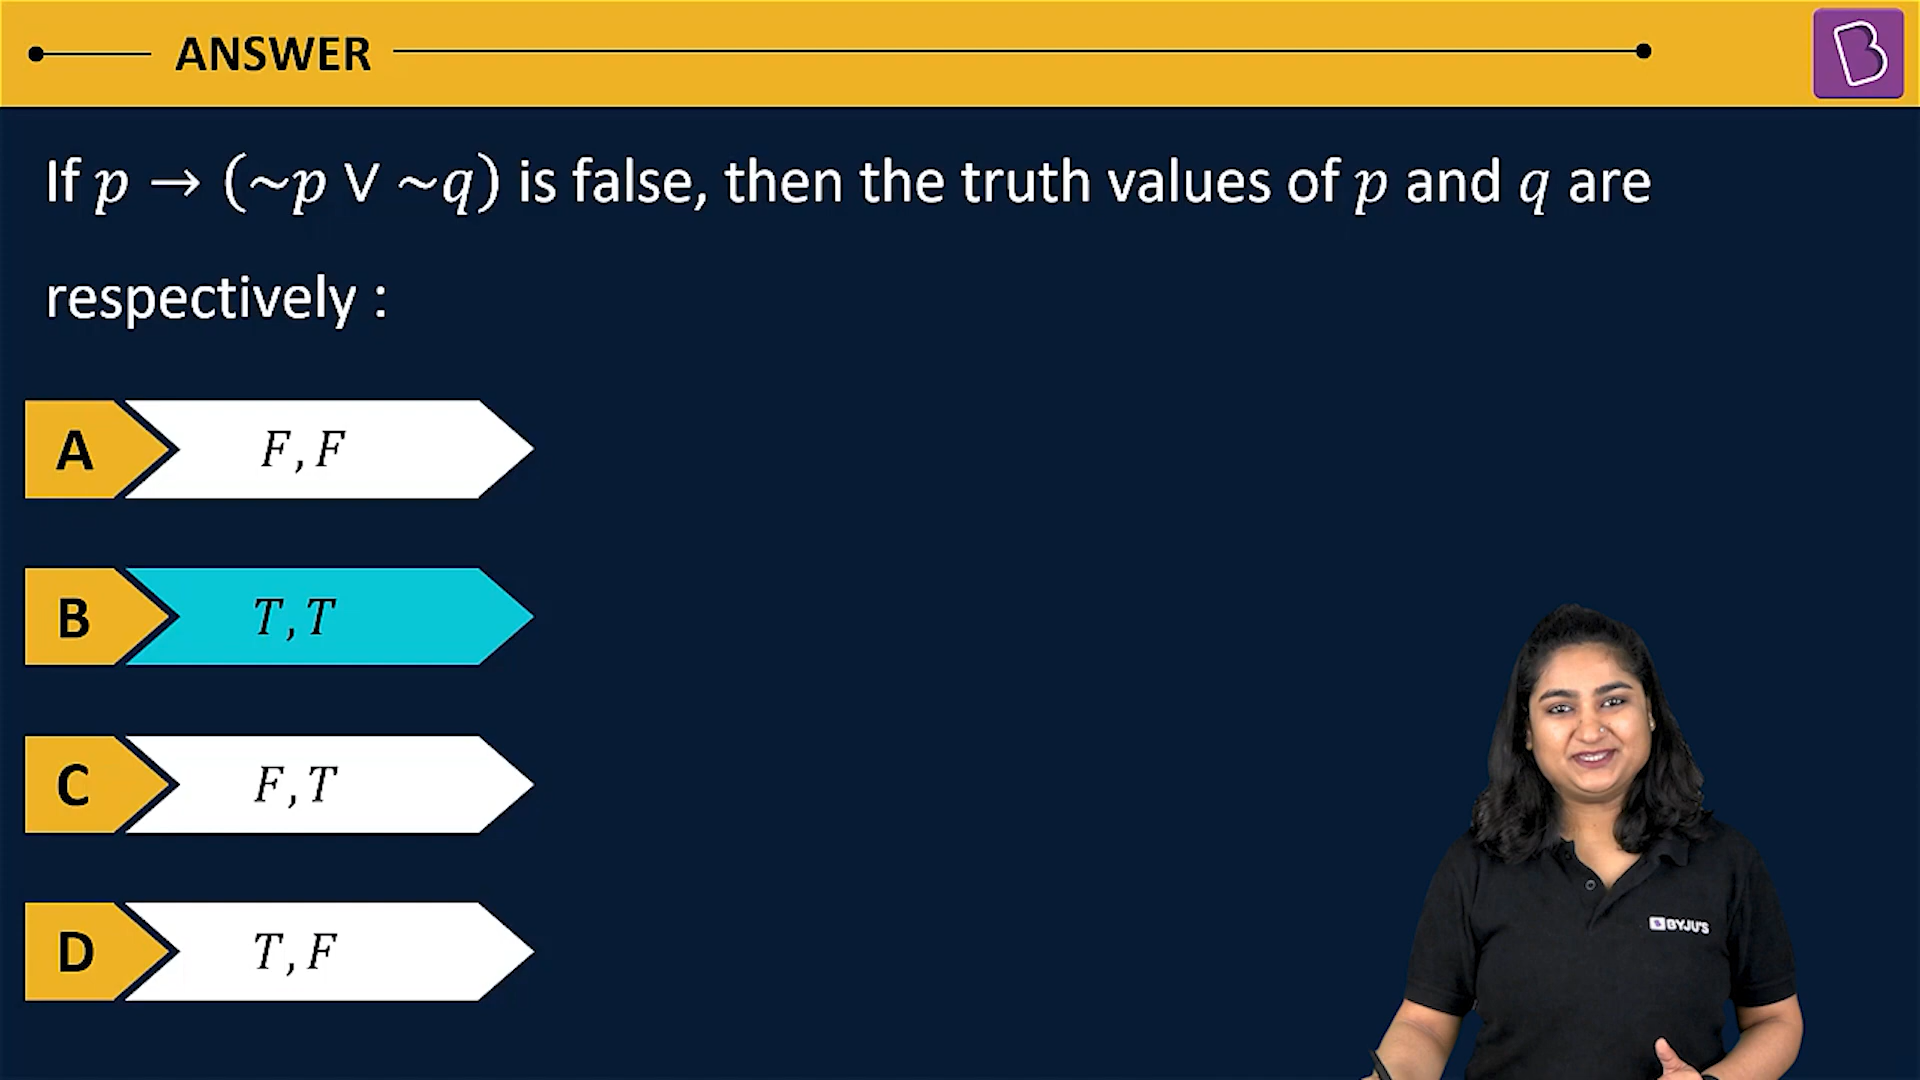 ANSWER
If p → (~p ∨ ~q) is false, then the truth values of p and q are
respectively :
A F, F
B T, T
C F, T
D T, F
BYJU'S